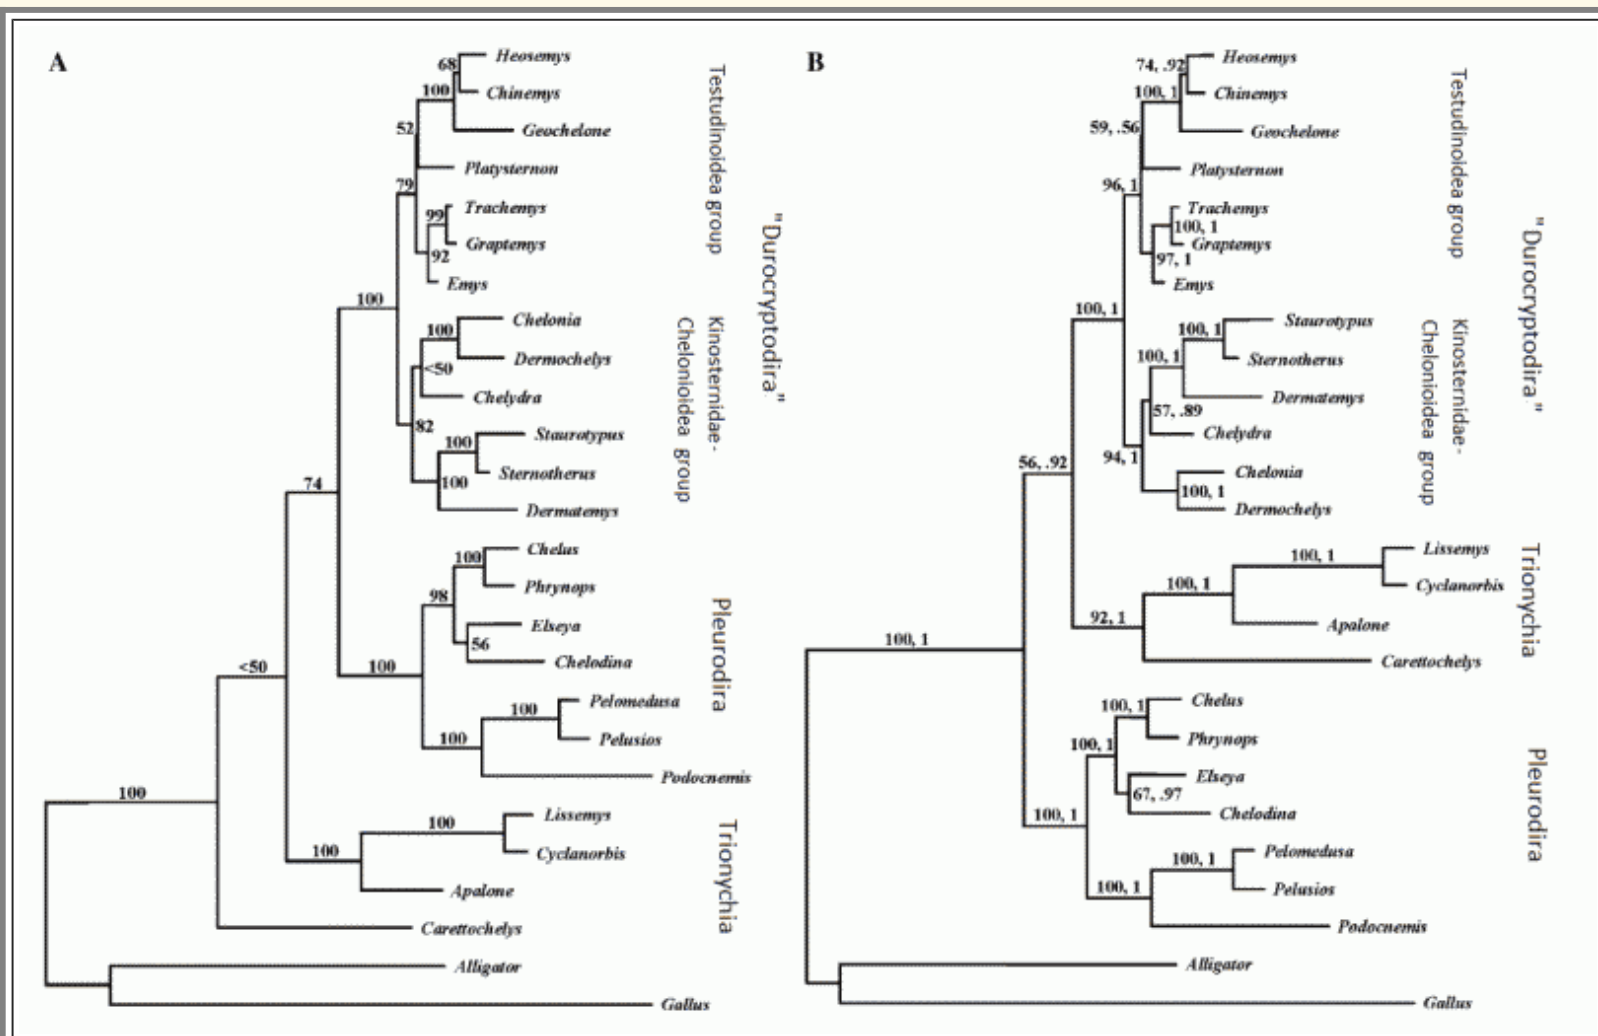 A
Heosemys
68
Chinemys
100
Geochelone
52
Platysternon
79
Trachemys
99
Graptemys
92
Emys
100
Chelonia
100
Dermochelys
<50
Chelydra
82
Staurotypus
100
Sternotherus
100
Dermatemys
74
Chelus
100
Phrynops
98
Elseya
56
Chelodina
100
Pelomedusa
100
Pelusios
100
Podocnemis
<50
100
Lissemys
100
Cyclanorbis
100
Apalone
Carettochelys
Alligator
Gallus
Testudinoidea group
"Durocryptodira"
Kinosternidae-
Chelonioidea group
Pleurodira
Trionychia
B
Heosemys
74, .92
Chinemys
100, 1
Geochelone
59, .56
Platysternon
96, 1
Trachemys
100, 1
Graptemys
97, 1
Emys
100, 1
Staurotypus
100, 1
Sternotherus
100, 1
Dermatemys
57, .89
Chelydra
94, 1
Chelonia
100, 1
Dermochelys
56, .92
Lissemys
100, 1
Cyclanorbis
100, 1
Apalone
92, 1
Carettochelys
100, 1
Chelus
100, 1
Phrynops
100, 1
Elseya
67, .97
Chelodina
100, 1
Pelomedusa
100, 1
Pelusios
100, 1
Podocnemis
Alligator
Gallus
Testudinoidea group
"Durocryptodira"
Kinosternidae-
Chelonioidea group
Trionychia
Pleurodira